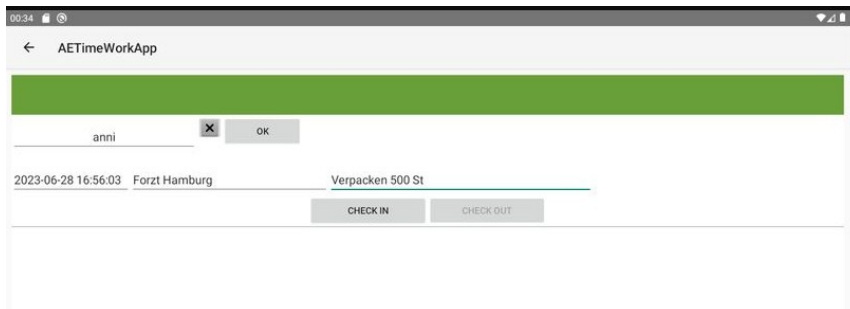 00:34
AETimeWorkApp
anni OK
2023-06-28 16:56:03 Forzt Hamburg Verpacken 500 St
CHECK IN CHECK OUT